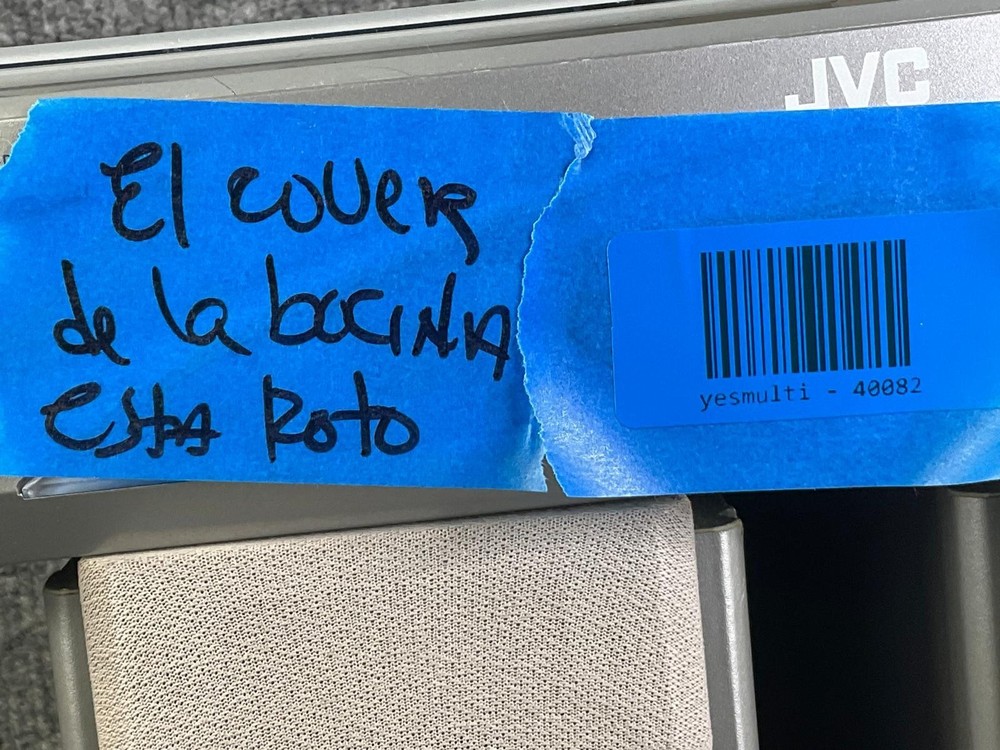 JVC
El cover
de la bocina
esta Roto
yesmulti - 40082